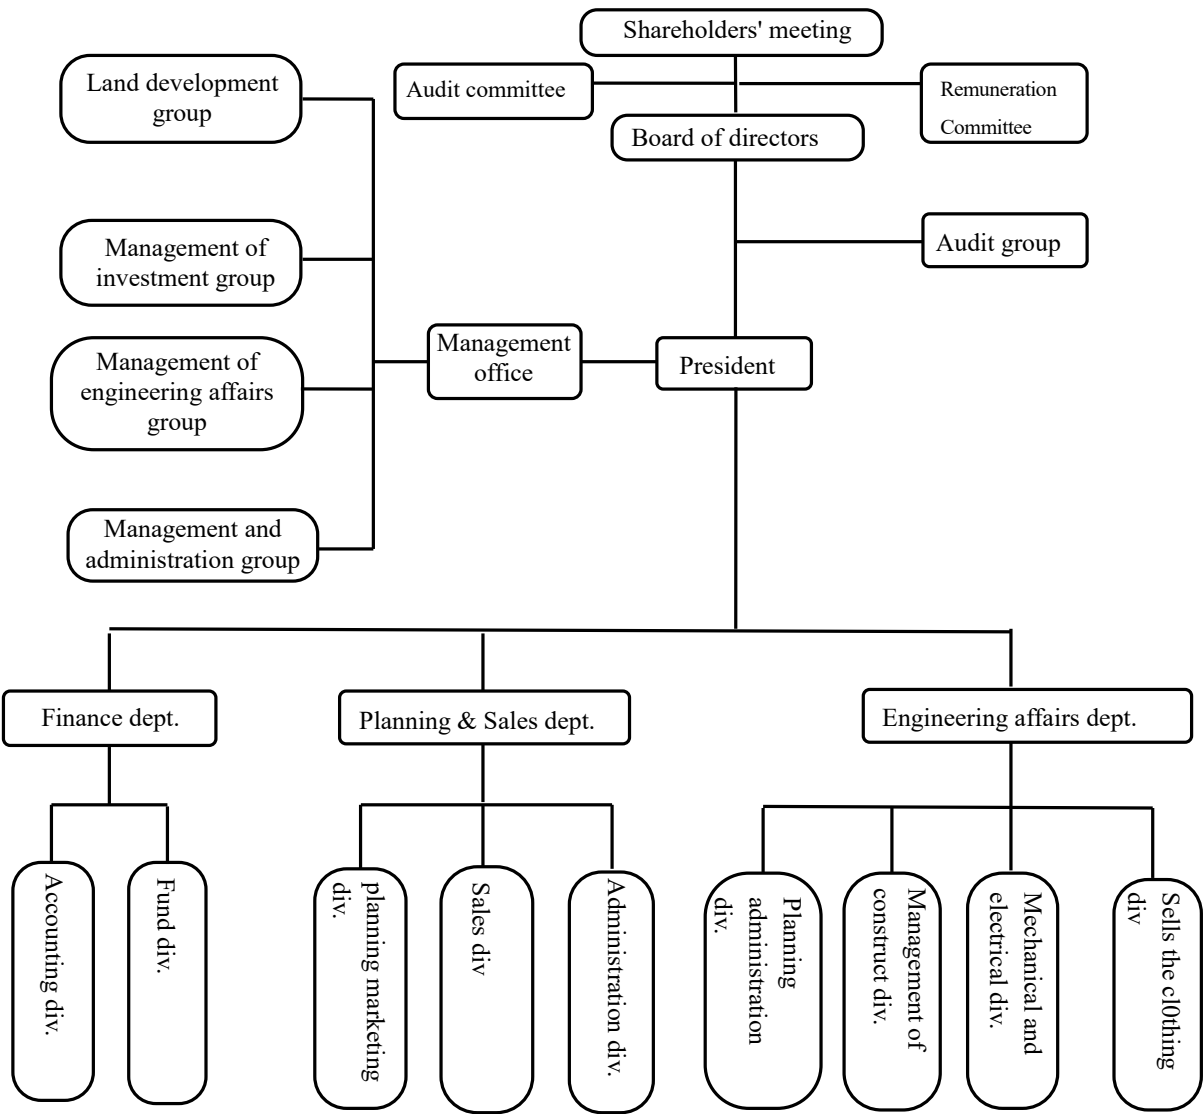 Shareholders' meeting
Audit committee
Remuneration
Committee
Land development
group
Board of directors
Management of
investment group
Audit group
Management
office
President
Management of
engineering affairs
group
Management and
administration group
Finance dept.
Planning & Sales dept.
Engineering affairs dept.
Accounting div.
Fund div.
planning marketing
div.
Sales div
Administration div.
Planning
administration
div.
Management of
construct div.
Mechanical and
electrical div.
Sells the cl0thing
div